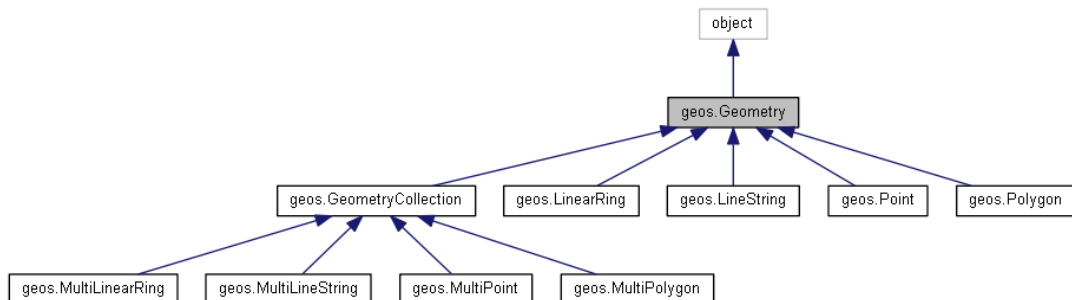 object
geos.Geometry
geos.GeometryCollection
geos.LinearRing
geos.LineString
geos.Point
geos.Polygon
geos.MultiLinearRing
geos.MultiLineString
geos.MultiPoint
geos.MultiPolygon